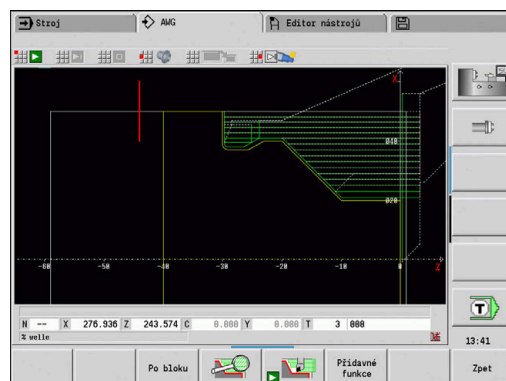 Stroj AWG Editor nástrojů
X
Ø40
Ø20
-60 -50 -40 -30 -20 -10 0 Z
N -- X 276.936 Z 243.574 C 0.000 Y 0.000 T 3 000
% welle
T
13:41
Po bloku Přídavné funkce Zpet